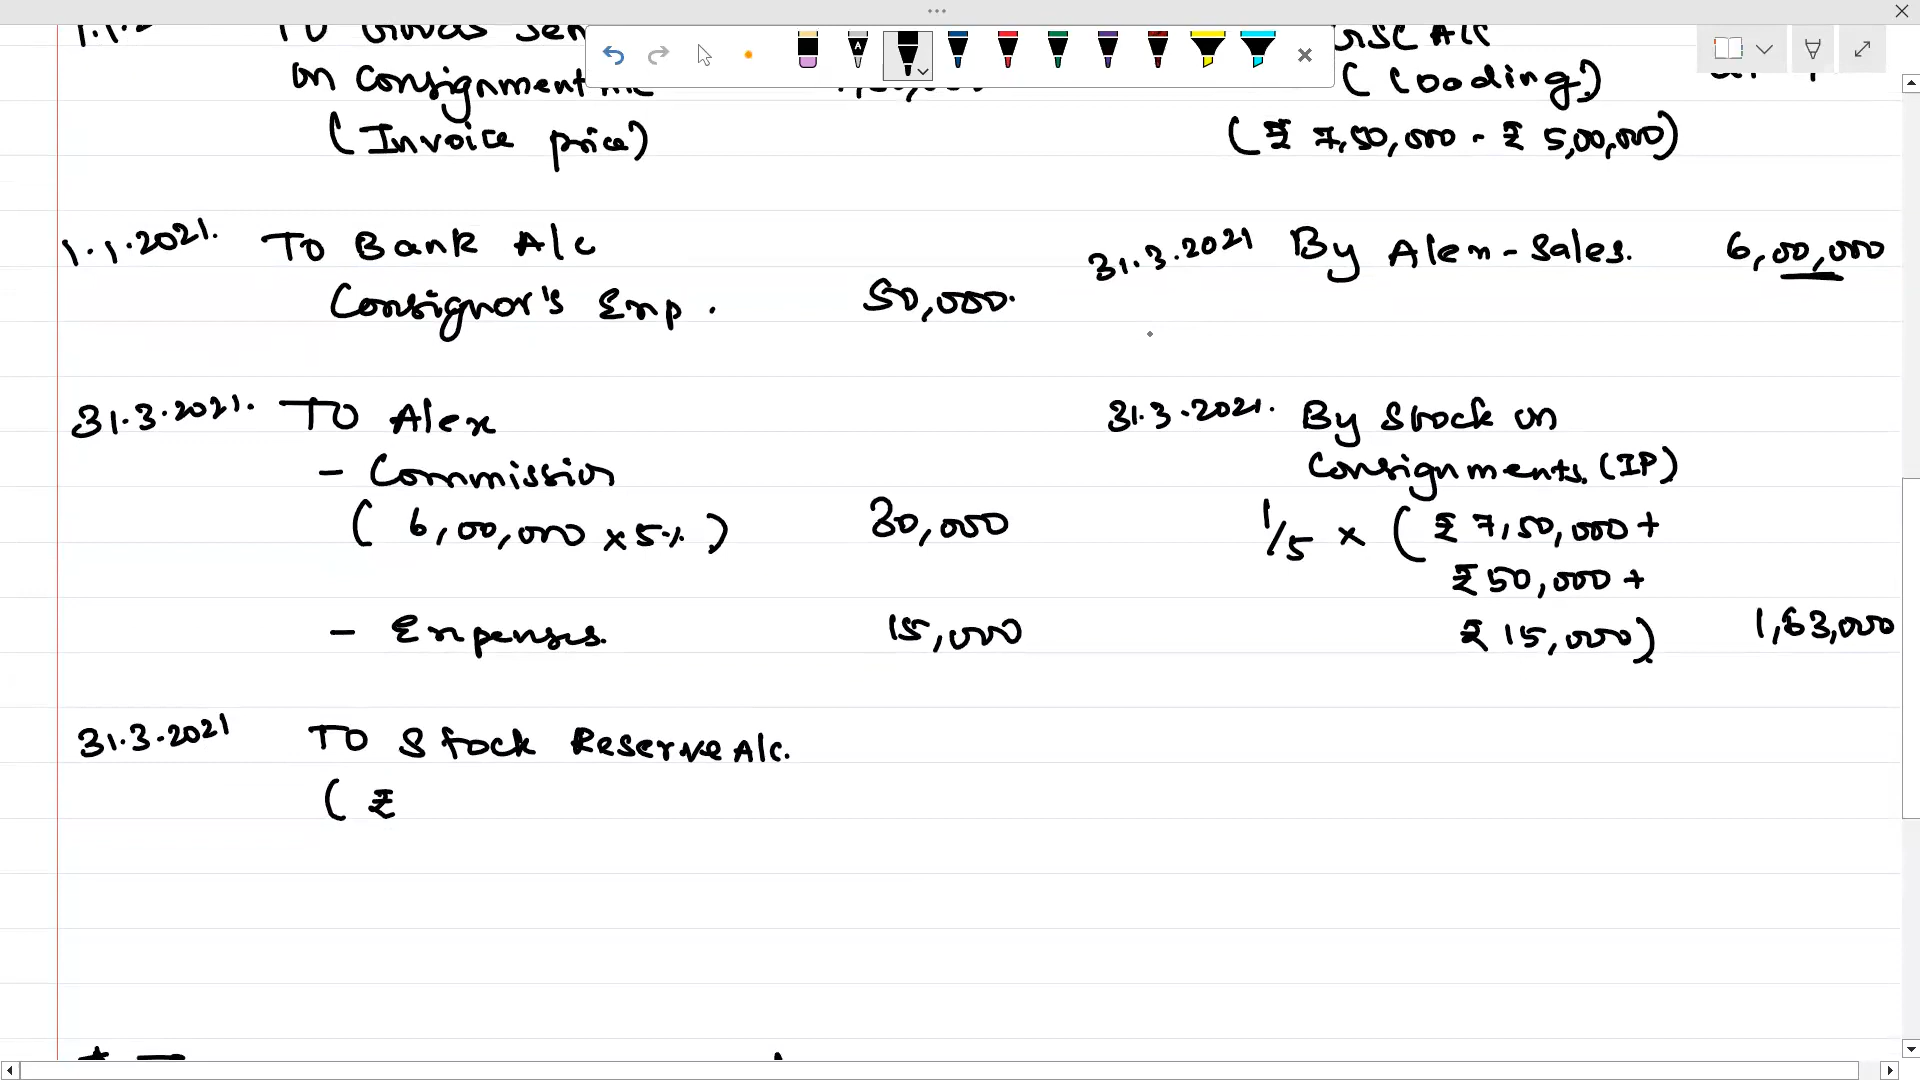 on Consignment
(Loading)
(Invoice price)
(₹ 7,50,000 - ₹ 5,00,000)
1.1.2021. To Bank A/c
Consignor's Exp. 50,000.
31.3.2021 By Alex - Sales. 6,00,000
31.3.2021. To Alex
- Commission
(6,00,000 x 5%) 30,000
- Expenses. 15,000
31.3.2021. By Stock on
Consignments. (IP)
1/5 x (₹ 7,50,000 +
₹ 50,000 +
₹ 15,000) 1,63,000
31.3.2021 To Stock Reserve A/c.
(₹